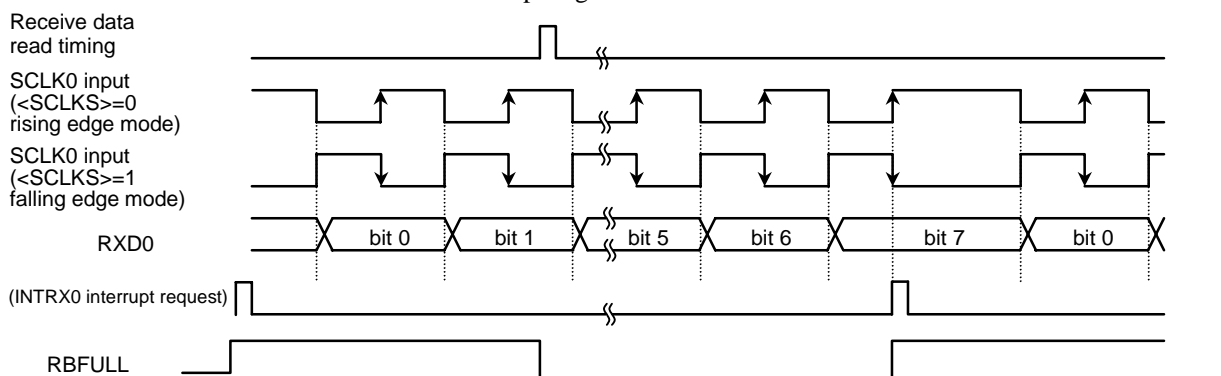 Receive data
read timing
SCLK0 input
(<SCLKS>=0
rising edge mode)
SCLK0 input
(<SCLKS>=1
falling edge mode)
RXD0
bit 0
bit 1
bit 5
bit 6
bit 7
bit 0
(INTRX0 interrupt request)
RBFULL